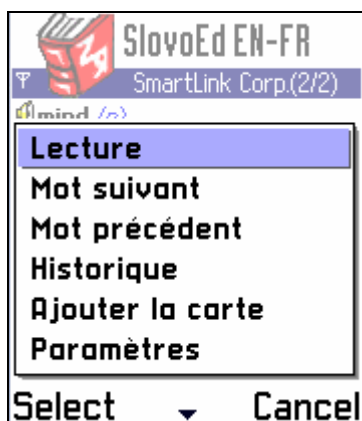 SlovoEd EN-FR
SmartLink Corp.(2/2)
mind (n)
Lecture
Mot suivant
Mot précédent
Historique
Ajouter la carte
Paramètres
Select Cancel